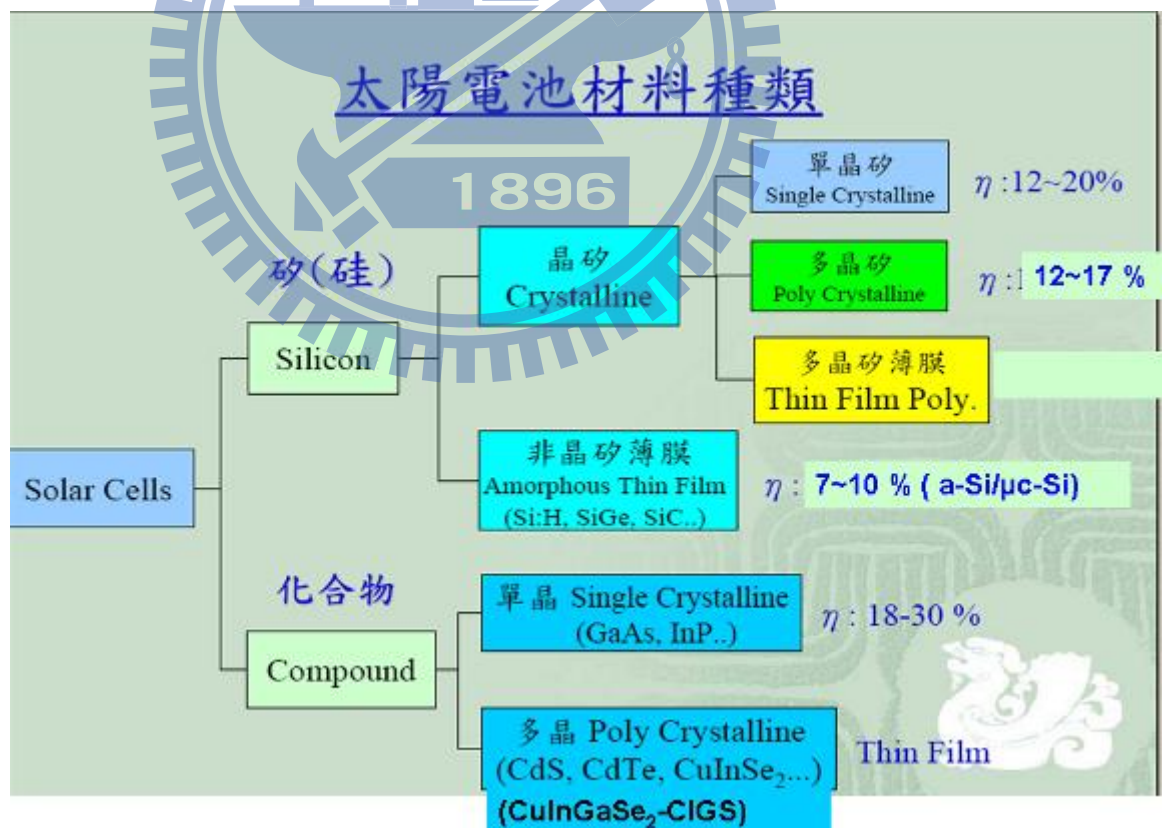 太陽電池材料種類
1896
單晶矽
Single Crystalline
η :12~20%
矽(硅)
晶矽
Crystalline
多晶矽
Poly Crystalline
η :1 12~17 %
Silicon
多晶矽薄膜
Thin Film Poly.
Solar Cells
非晶矽薄膜
Amorphous Thin Film
(Si:H, SiGe, SiC..)
η : 7~10 % ( a-Si/μc-Si)
化合物
Compound
單晶 Single Crystalline
(GaAs, InP..)
η : 18-30 %
多晶 Poly Crystalline
(CdS, CdTe, CuInSe₂...)
(CuInGaSe₂-CIGS)
Thin Film